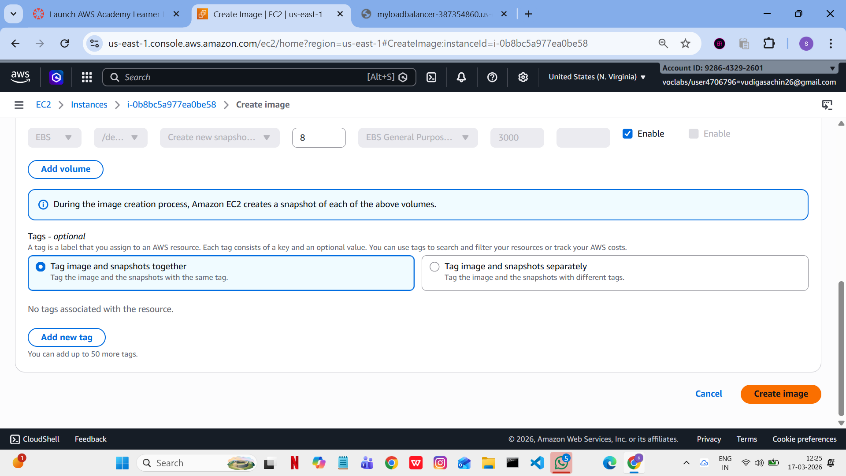 Launch AWS Academy Learner
Create Image | EC2 | us-east-1
mybadbalancer-387354860.us
us-east-1.console.aws.amazon.com/ec2/home?region=us-east-1#CreateImage:instanceId=i-0b8bc5a977ea0be58
S
aws
Search [Alt+S]
United States (N. Virginia)
Account ID: 9286-4329-2601
voclabs/user4706796=vudigasachin26@gmail.com
EC2 > Instances > i-0b8bc5a977ea0be58 > Create image
EBS
/de...
Create new snapsho...
8
EBS General Purpos...
3000
Enable
Enable
Add volume
During the image creation process, Amazon EC2 creates a snapshot of each of the above volumes.
Tags - optional
A tag is a label that you assign to an AWS resource. Each tag consists of a key and an optional value. You can use tags to search and filter your resources or track your AWS costs.
Tag image and snapshots together
Tag the image and the snapshots with the same tag.
Tag image and snapshots separately
Tag the image and the snapshots with different tags.
No tags associated with the resource.
Add new tag
You can add up to 50 more tags.
Cancel
Create image
CloudShell Feedback
© 2026, Amazon Web Services, Inc. or its affiliates. Privacy Terms Cookie preferences
1
Search
5
ENG
IN
12:25
17-03-2026